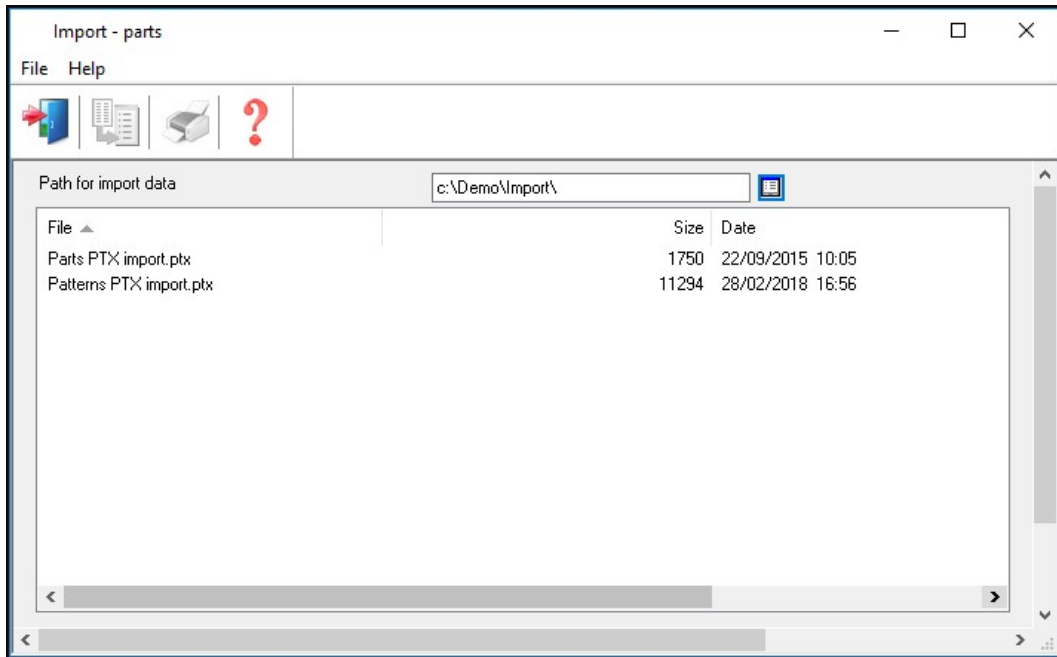 Import - parts
File Help
Path for import data c:\Demo\Import\
File Size Date
Parts PTX import.ptx 1750 22/09/2015 10:05
Patterns PTX import.ptx 11294 28/02/2018 16:56